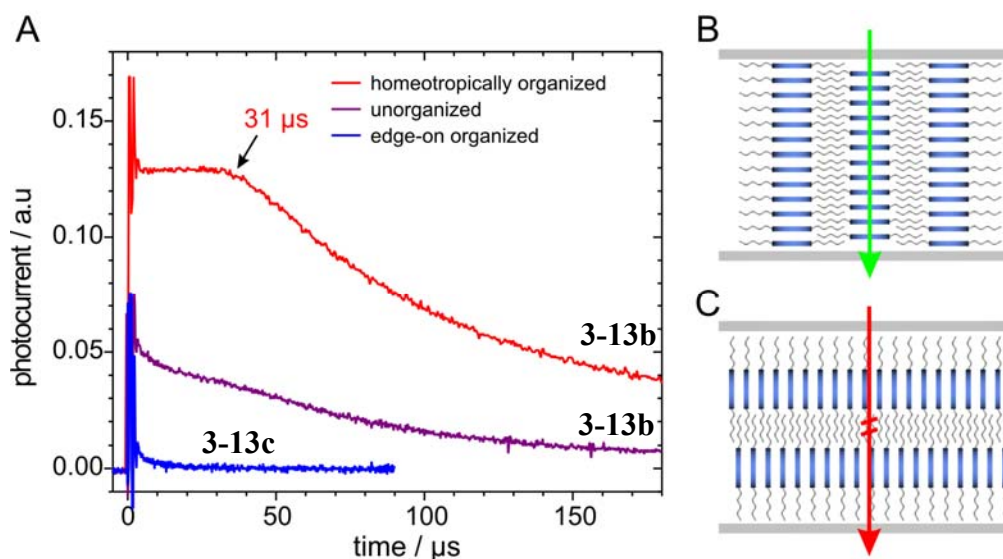 A
B
C
photocurrent / a.u
0.15
0.10
0.05
0.00
homeotropically organized
unorganized
edge-on organized
31 µs
3-13b
3-13b
3-13c
0
50
100
150
time / µs